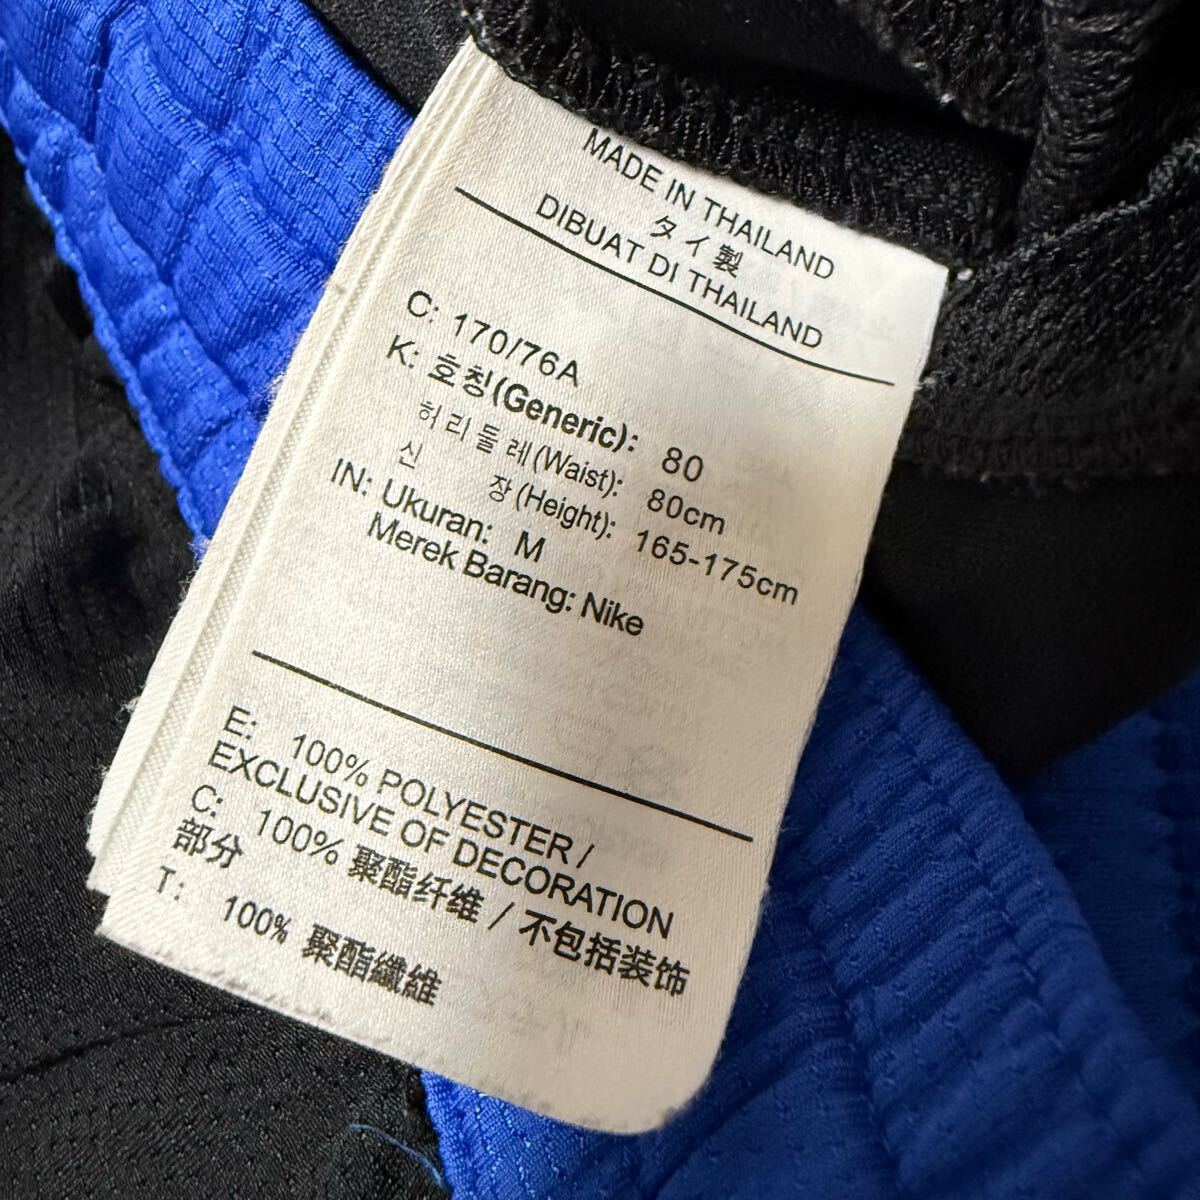 MADE IN THAILAND
タイ製
DIBUAT DI THAILAND
C: 170/76A
K: 호칭(Generic): 80
허리둘레(Waist): 80cm
신 장(Height): 165-175cm
IN: Ukuran: M
Merek Barang: Nike
E: 100% POLYESTER /
EXCLUSIVE OF DECORATION
C: 100% 聚酯纤维 / 不包括装饰
部分
T: 100% 聚酯纖維